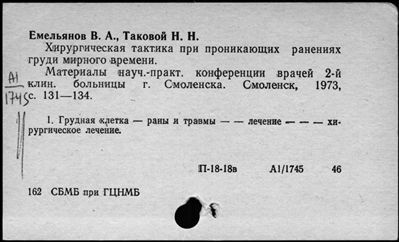 Емельянов В. А., Таковой Н. Н.
Хирургическая тактика при проникающих ранениях
груди мирного времени.
Материалы науч.-практ. конференции врачей 2-й
клин. больницы г. Смоленска. Смоленск, 1973,
с. 131—134.
А1
1745
1. Грудная клетка — раны и травмы — — лечение — — — хи-
рургическое лечение.
П-18-18в А1/1745 46
162 СБМБ при ГЦНМБ